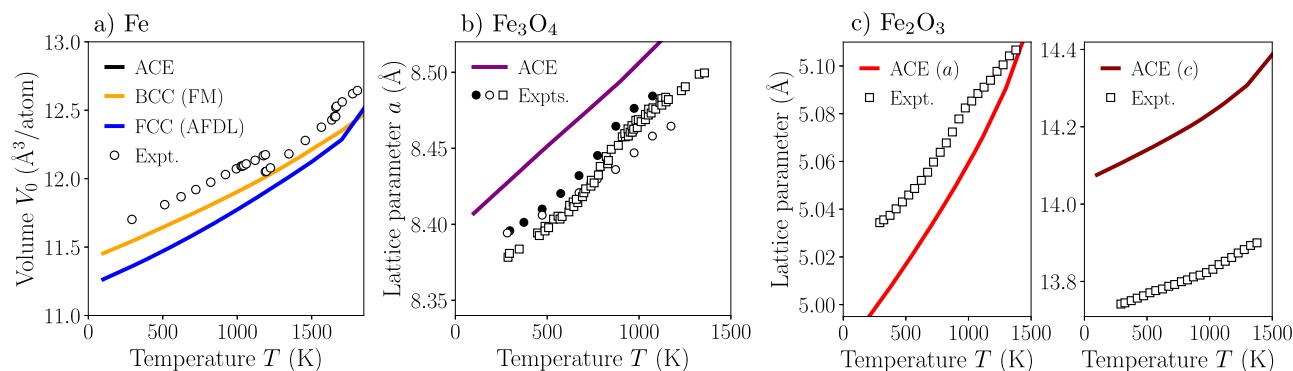 a) Fe
13.0
12.5
12.0
11.5
11.0
Volume V₀ (Å³/atom)
ACE
BCC (FM)
FCC (AFDL)
Expt.
0
500
1000
1500
Temperature T (K)
b) Fe₃O₄
8.50
8.45
8.40
8.35
Lattice parameter a (Å)
ACE
Expts.
0
500
1000
1500
Temperature T (K)
c) Fe₂O₃
5.10
5.08
5.06
5.04
5.02
5.00
Lattice parameter (Å)
ACE (a)
Expt.
0
500
1000
1500
Temperature T (K)
14.4
14.2
14.0
13.8
ACE (c)
Expt.
0
500
1000
1500
Temperature T (K)